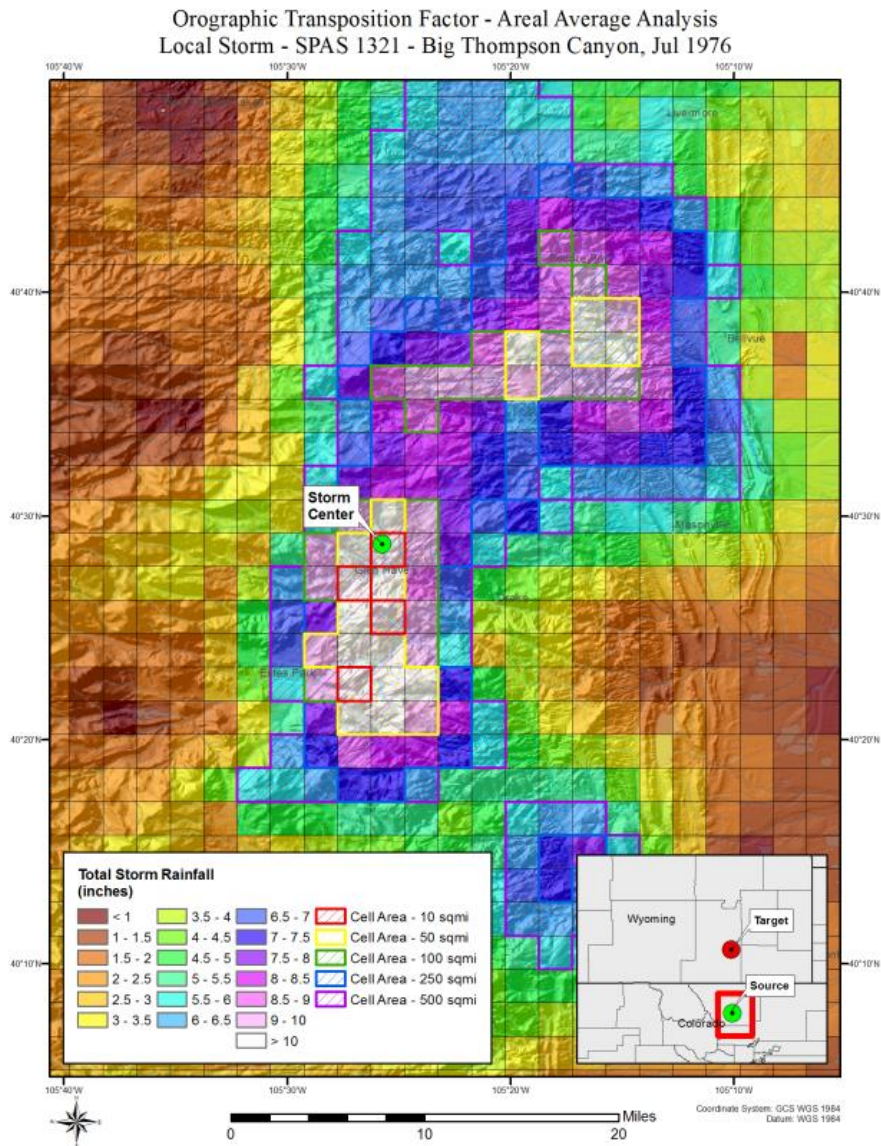 Orographic Transposition Factor - Areal Average Analysis
Local Storm - SPAS 1321 - Big Thompson Canyon, Jul 1976
105°40'W 105°30'W 105°20'W 105°10'W
Livermore
40°40'N 40°40'N
Bellvue
Storm
Center
40°30'N 40°30'N
Masonville
Glen Haven
Estes Park
40°20'N 40°20'N
Total Storm Rainfall
(inches)
< 1 3.5 - 4 6.5 - 7 Cell Area - 10 sqmi
1 - 1.5 4 - 4.5 7 - 7.5 Cell Area - 50 sqmi
1.5 - 2 4.5 - 5 7.5 - 8 Cell Area - 100 sqmi
2 - 2.5 5 - 5.5 8 - 8.5 Cell Area - 250 sqmi
2.5 - 3 5.5 - 6 8.5 - 9 Cell Area - 500 sqmi
3 - 3.5 6 - 6.5 9 - 10
> 10
Wyoming
Target
Source
Colorado
40°10'N 40°10'N
105°40'W 105°30'W 105°20'W 105°10'W
Miles
0 10 20
Coordinate System: GCS WGS 1984
Datum: WGS 1984